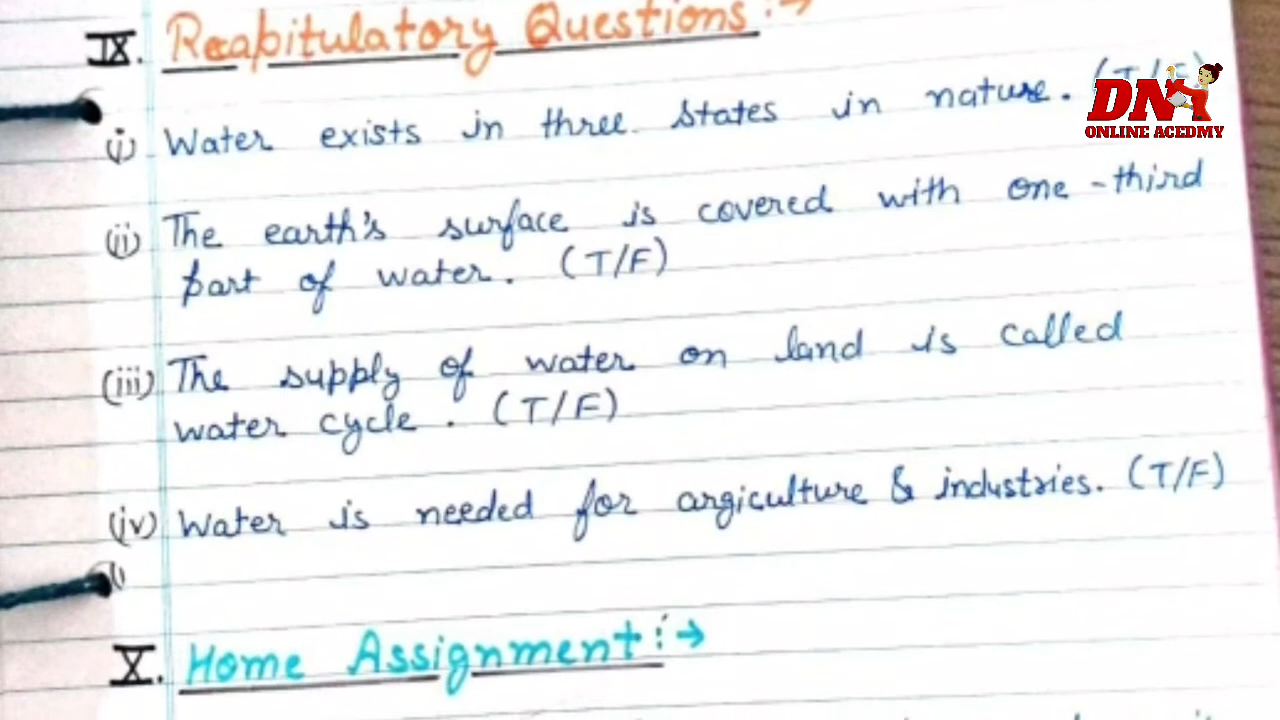 IX. Recapitulatory Questions :→
(i) Water exists in three states in nature. (T/F)
DN
ONLINE ACEDMY
(ii) The earth's surface is covered with one-third
part of water. (T/F)
(iii) The supply of water on land is called
water cycle. (T/F)
(iv) Water is needed for argiculture & industries. (T/F)
X. Home Assignment :→